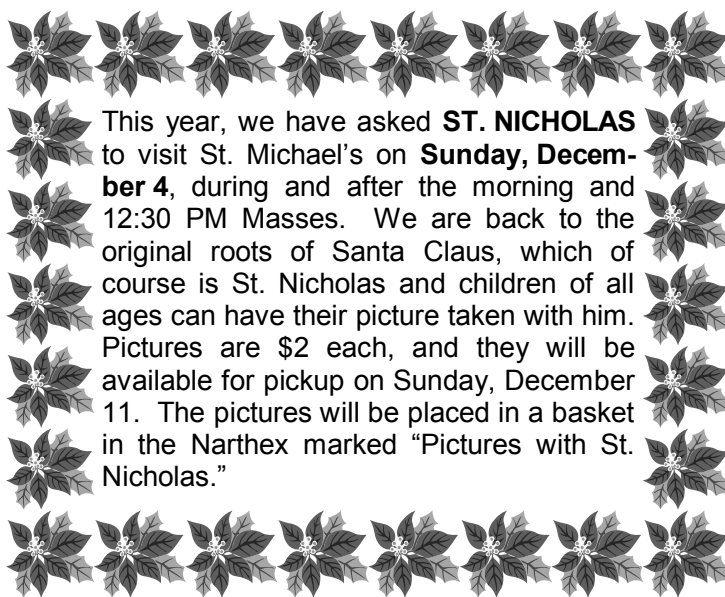 This year, we have asked ST. NICHOLAS
to visit St. Michael’s on Sunday, Decem-
ber 4, during and after the morning and
12:30 PM Masses.  We are back to the
original roots of Santa Claus, which of
course is St. Nicholas and children of all
ages can have their picture taken with him.
Pictures are $2 each, and they will be
available for pickup on Sunday, December
11.  The pictures will be placed in a basket
in the Narthex marked “Pictures with St.
Nicholas.”